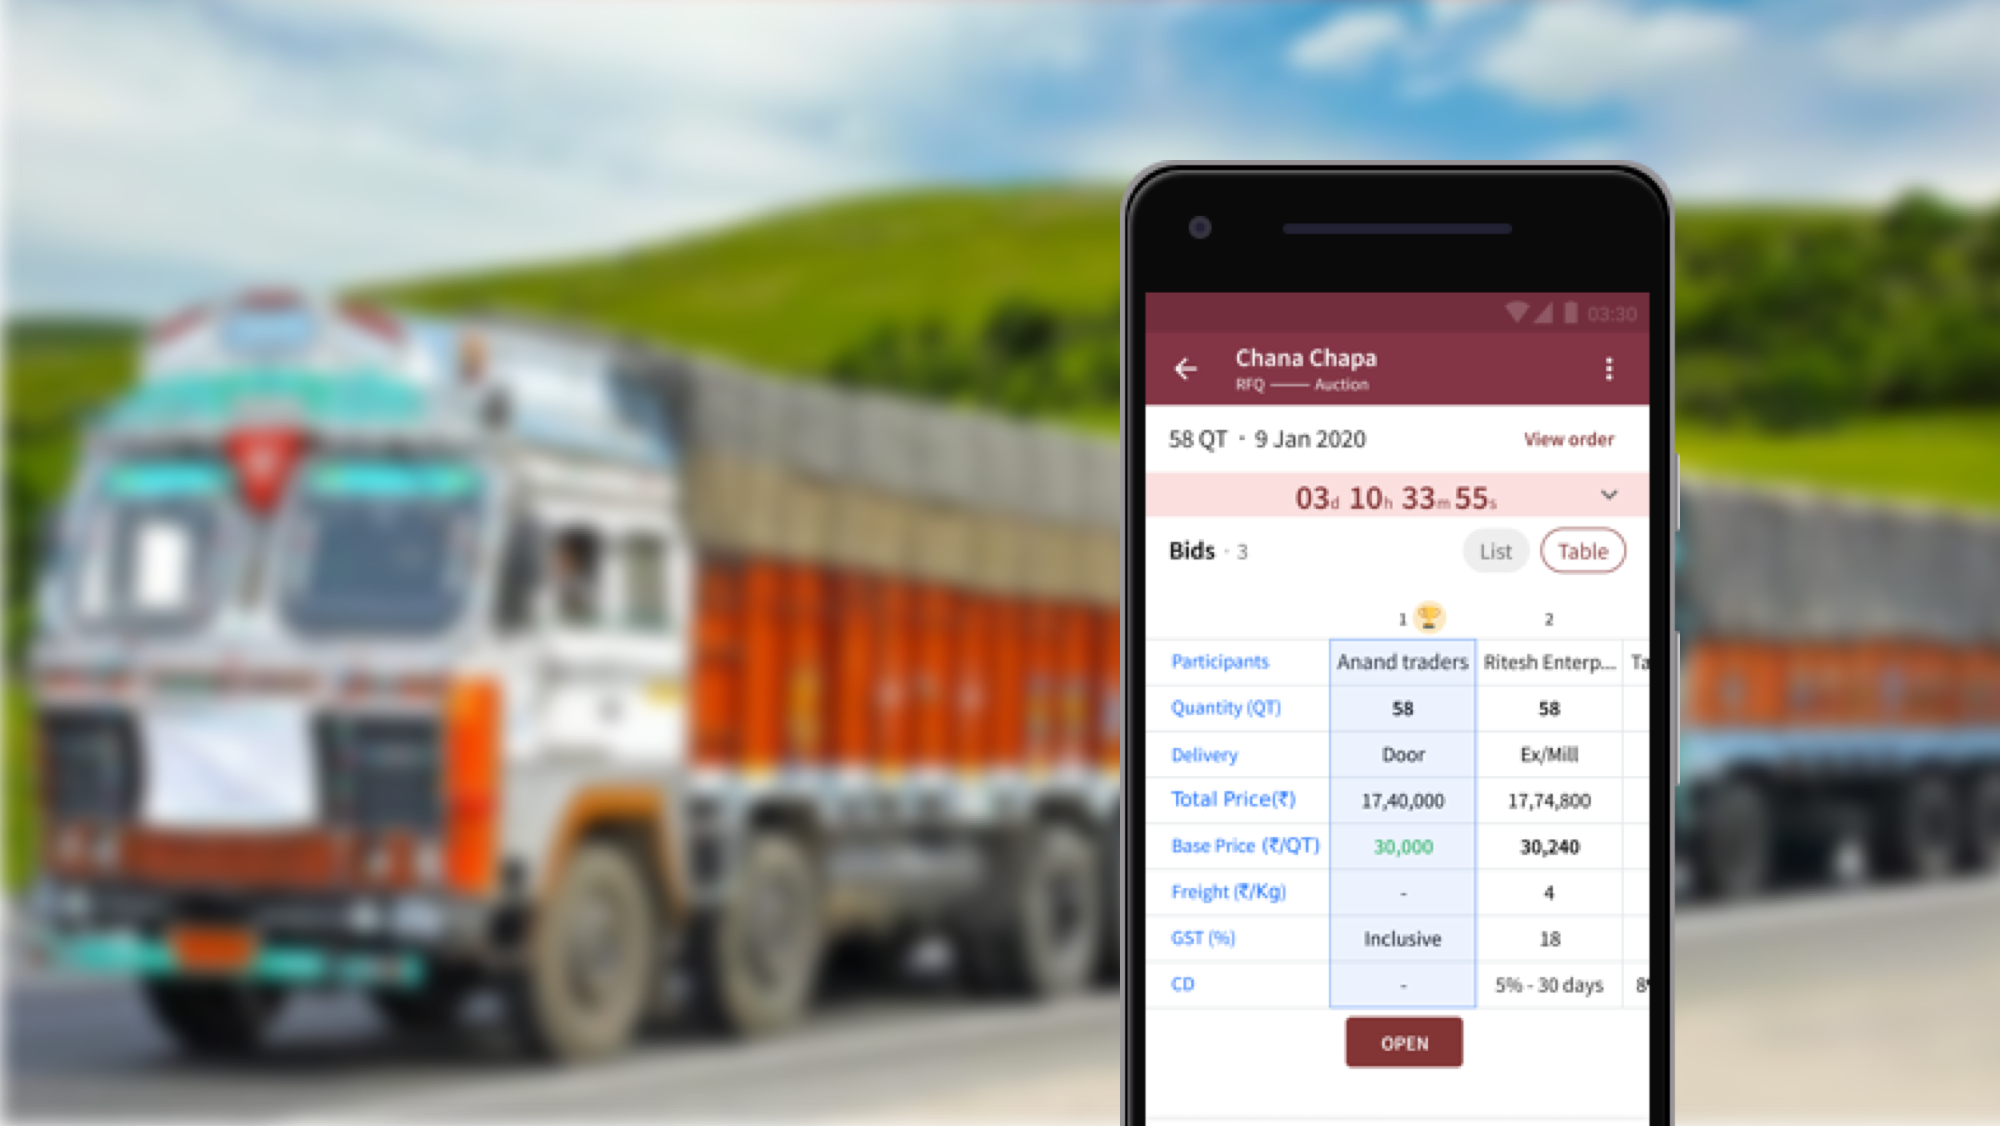 03:30
Chana Chapa
RFQ —— Auction
58 QT · 9 Jan 2020 View order
03d 10h 33m 55s
Bids · 3 List Table
1 2
Participants Anand traders Ritesh Enterp... Ta
Quantity (QT) 58 58
Delivery Door Ex/Mill
Total Price(₹) 17,40,000 17,74,800
Base Price (₹/QT) 30,000 30,240
Freight (₹/Kg) - 4
GST (%) Inclusive 18
CD - 5% - 30 days 8
OPEN